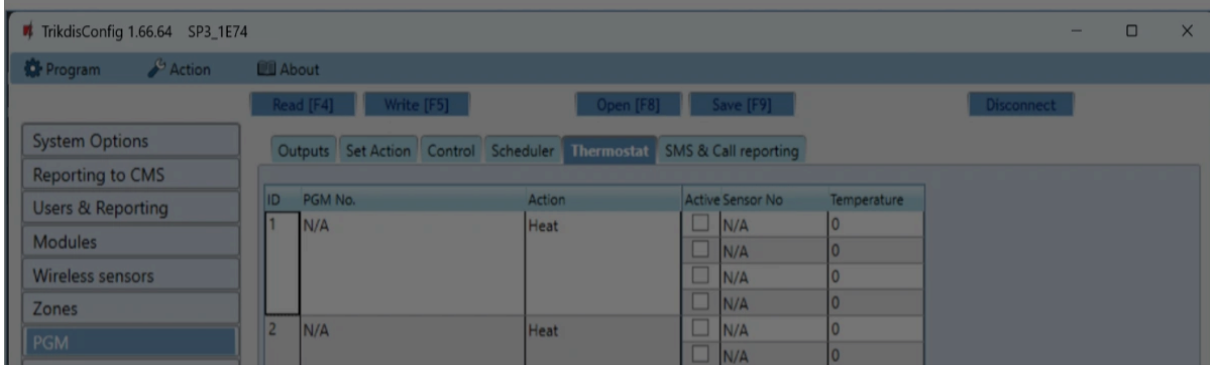 TrikdisConfig 1.66.64 SP3_1E74
Program Action About
Read [F4] Write [F5] Open [F8] Save [F9] Disconnect
System Options
Reporting to CMS
Users & Reporting
Modules
Wireless sensors
Zones
PGM
Outputs Set Action Control Scheduler Thermostat SMS & Call reporting
ID PGM No. Action Active Sensor No Temperature
1 N/A Heat N/A 0
N/A 0
N/A 0
N/A 0
2 N/A Heat N/A 0
N/A 0